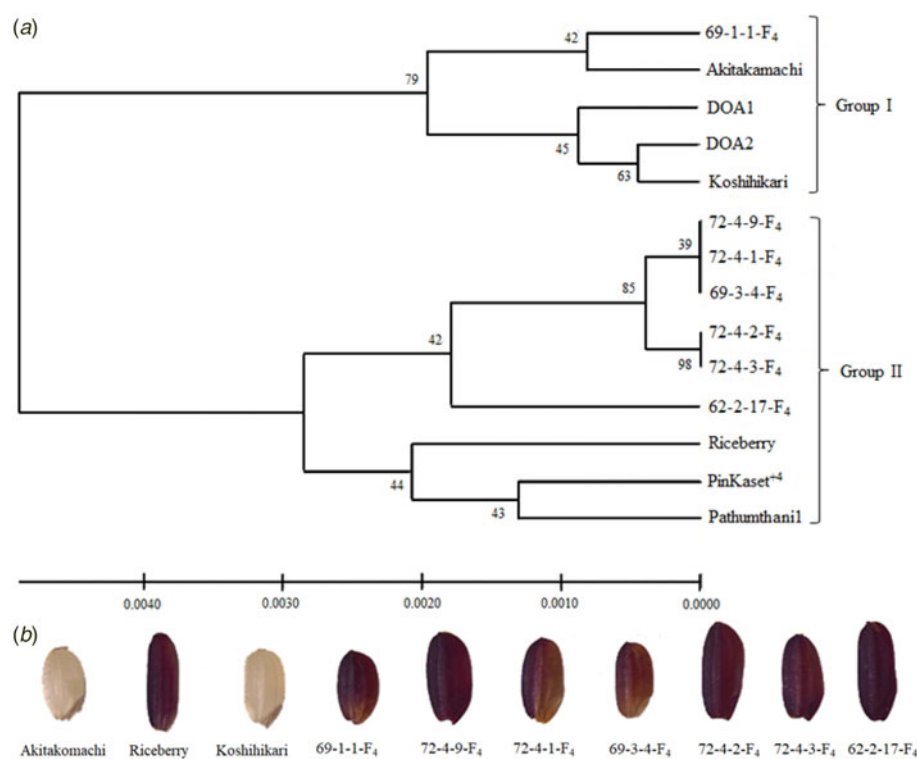 (a)
69-1-1-F₄
42
Akitakamachi
79
DOA1
Group I
45
DOA2
63
Koshihikari
72-4-9-F₄
39
72-4-1-F₄
85
69-3-4-F₄
42
72-4-2-F₄
98
72-4-3-F₄
Group II
62-2-17-F₄
Riceberry
44
PinKaset⁺⁴
43
Pathumthani1
0.0040 0.0030 0.0020 0.0010 0.0000
(b)
Akitakomachi Riceberry Koshihikari 69-1-1-F₄ 72-4-9-F₄ 72-4-1-F₄ 69-3-4-F₄ 72-4-2-F₄ 72-4-3-F₄ 62-2-17-F₄